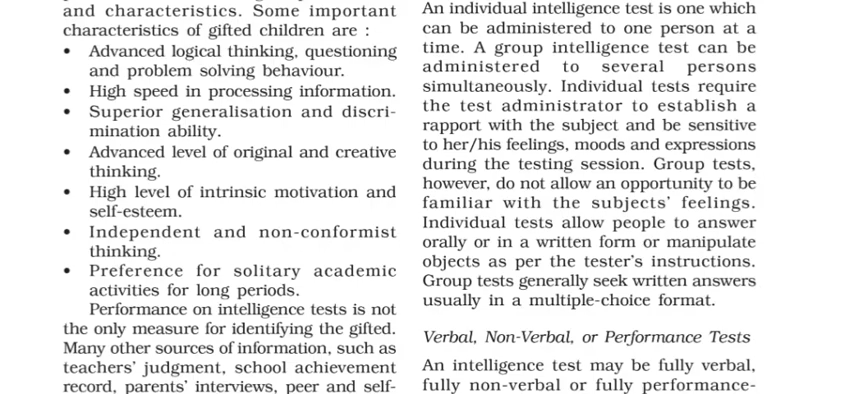 and characteristics. Some important
characteristics of gifted children are :
• Advanced logical thinking, questioning
and problem solving behaviour.
• High speed in processing information.
• Superior generalisation and discri-
mination ability.
• Advanced level of original and creative
thinking.
• High level of intrinsic motivation and
self-esteem.
• Independent and non-conformist
thinking.
• Preference for solitary academic
activities for long periods.
Performance on intelligence tests is not
the only measure for identifying the gifted.
Many other sources of information, such as
teachers' judgment, school achievement
record, parents' interviews, peer and self-
An individual intelligence test is one which
can be administered to one person at a
time. A group intelligence test can be
administered to several persons
simultaneously. Individual tests require
the test administrator to establish a
rapport with the subject and be sensitive
to her/his feelings, moods and expressions
during the testing session. Group tests,
however, do not allow an opportunity to be
familiar with the subjects' feelings.
Individual tests allow people to answer
orally or in a written form or manipulate
objects as per the tester's instructions.
Group tests generally seek written answers
usually in a multiple-choice format.
Verbal, Non-Verbal, or Performance Tests
An intelligence test may be fully verbal,
fully non-verbal or fully performance-